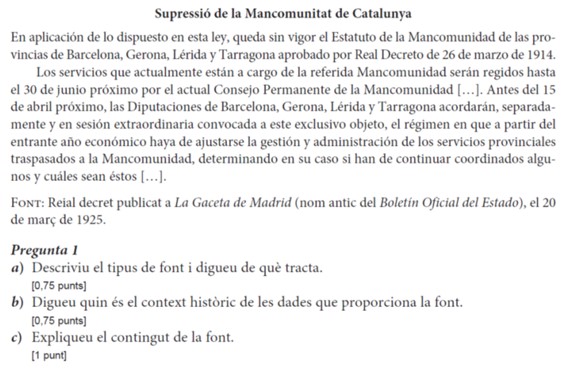 Supressió de la Mancomunitat de Catalunya
En aplicación de lo dispuesto en esta ley, queda sin vigor el Estatuto de la Mancomunidad de las pro-
vincias de Barcelona, Gerona, Lérida y Tarragona aprobado por Real Decreto de 26 de marzo de 1914.
Los servicios que actualmente están a cargo de la referida Mancomunidad serán regidos hasta
el 30 de junio próximo por el actual Consejo Permanente de la Mancomunidad […]. Antes del 15
de abril próximo, las Diputaciones de Barcelona, Gerona, Lérida y Tarragona acordarán, separada-
mente y en sesión extraordinaria convocada a este exclusivo objeto, el régimen en que a partir del
entrante año económico haya de ajustarse la gestión y administración de los servicios provinciales
traspasados a la Mancomunidad, determinando en su caso si han de continuar coordinados algu-
nos y cuáles sean éstos […].
FONT: Reial decret publicat a La Gaceta de Madrid (nom antic del Boletín Oficial del Estado), el 20
de març de 1925.
Pregunta 1
a) Descriviu el tipus de font i digueu de què tracta.
[0,75 punts]
b) Digueu quin és el context històric de les dades que proporciona la font.
[0,75 punts]
c) Expliqueu el contingut de la font.
[1 punt]